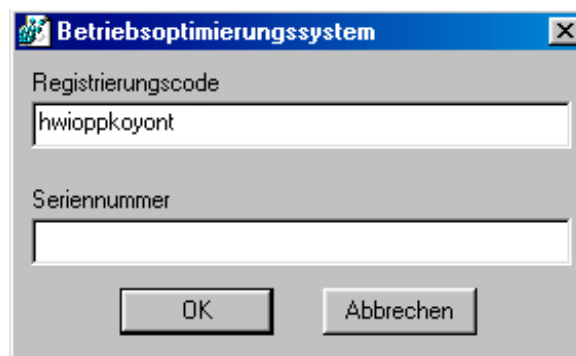 Betriebsoptimierungssystem
Registrierungscode
hwioppkoyont
Seriennummer
OK
Abbrechen